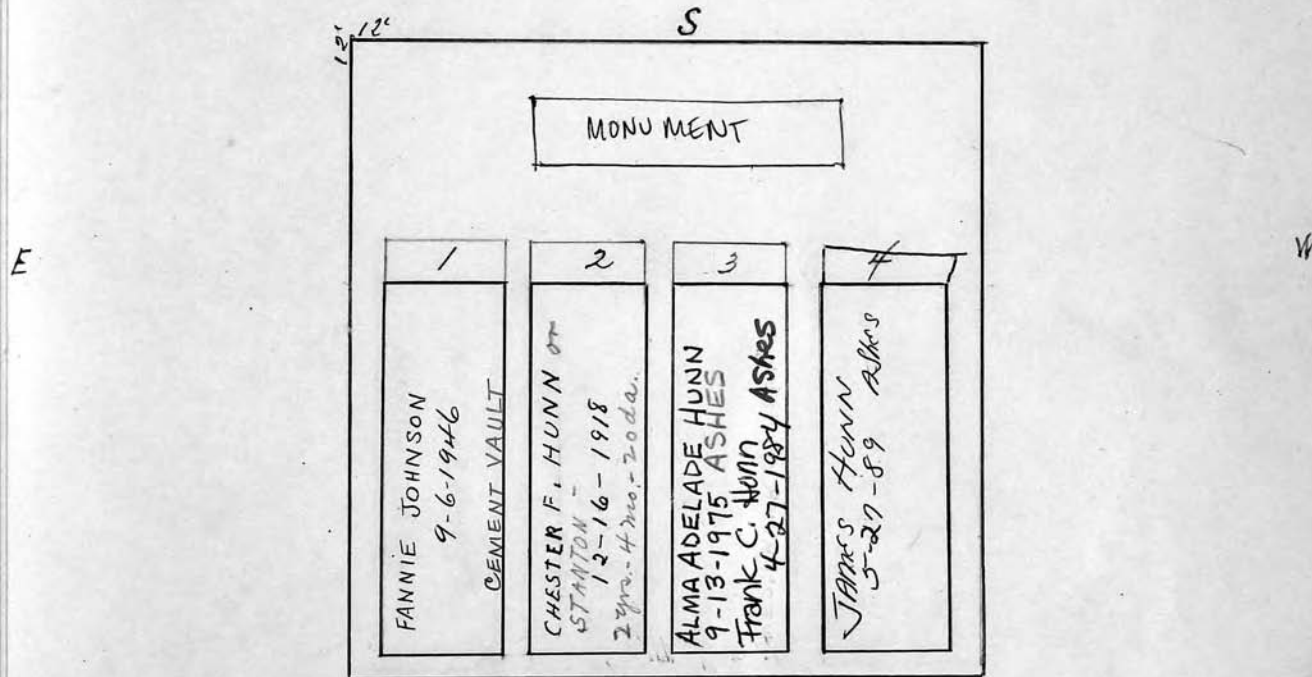 S
12' 12'
MONUMENT
E
W
1
FANNIE JOHNSON
9-6-1946
CEMENT VAULT
2
CHESTER F. HUNN or
STANTON -
12-16-1918
2 yrs. - 4 mo. - 20 da.
3
ALMA ADELADE HUNN
9-13-1975 ASHES
Frank C. Hunn
4-27-1984 Ashes
4
James Hunn
5-27-89 Ashes